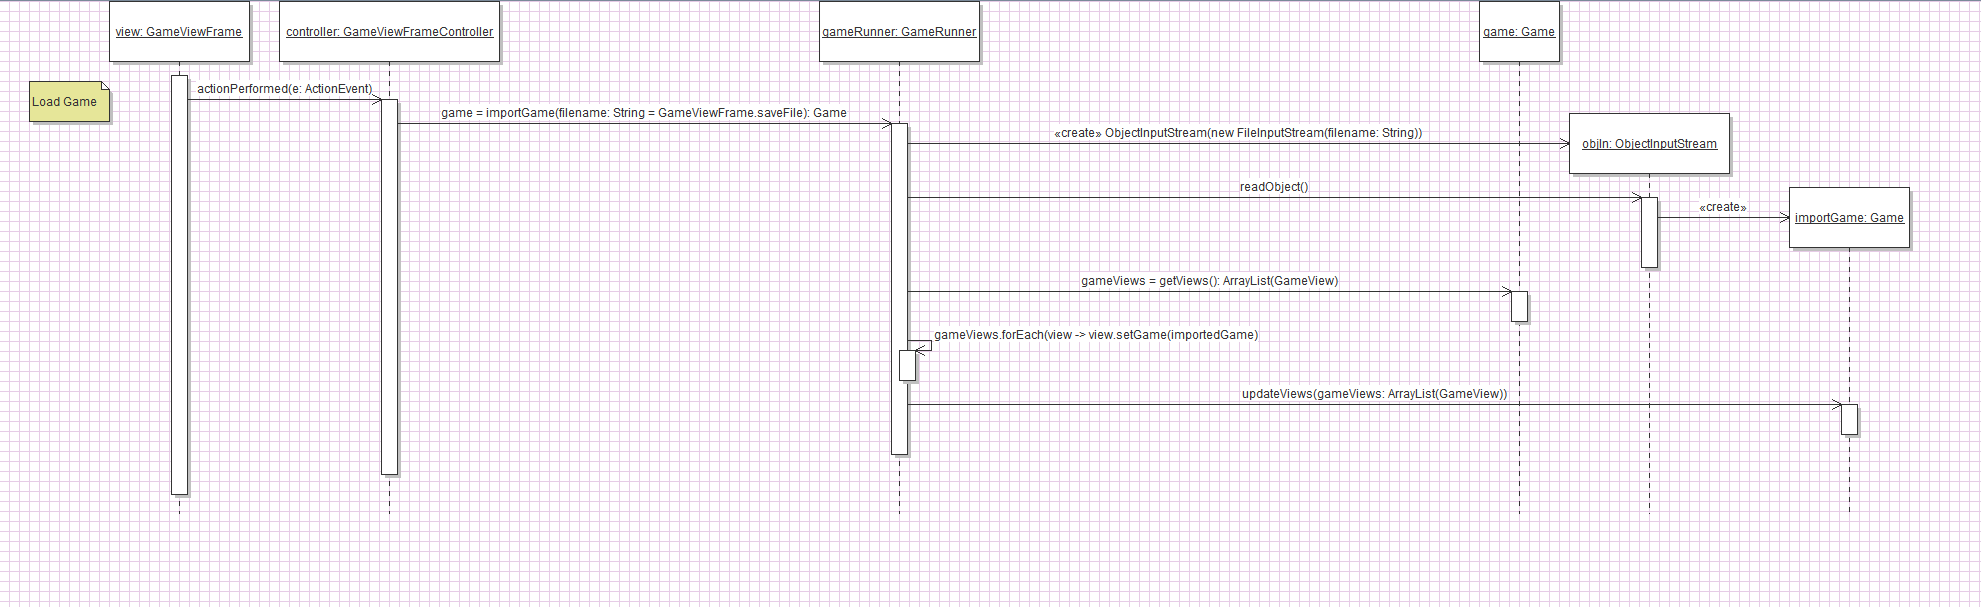 view: GameViewFrame
controller: GameViewFrameController
gameRunner: GameRunner
game: Game
Load Game
actionPerformed(e: ActionEvent)
game = importGame(filename: String = GameViewFrame.saveFile): Game
«create» ObjectInputStream(new FileInputStream(filename: String))
objIn: ObjectInputStream
readObject()
«create»
importGame: Game
gameViews = getViews(): ArrayList(GameView)
gameViews.forEach(view -> view.setGame(importedGame)
updateViews(gameViews: ArrayList(GameView))